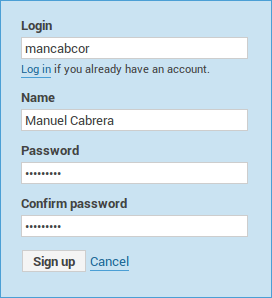 Login
mancabcor
Log in if you already have an account.
Name
Manuel Cabrera
Password
•••••••••
Confirm password
•••••••••
Sign up Cancel